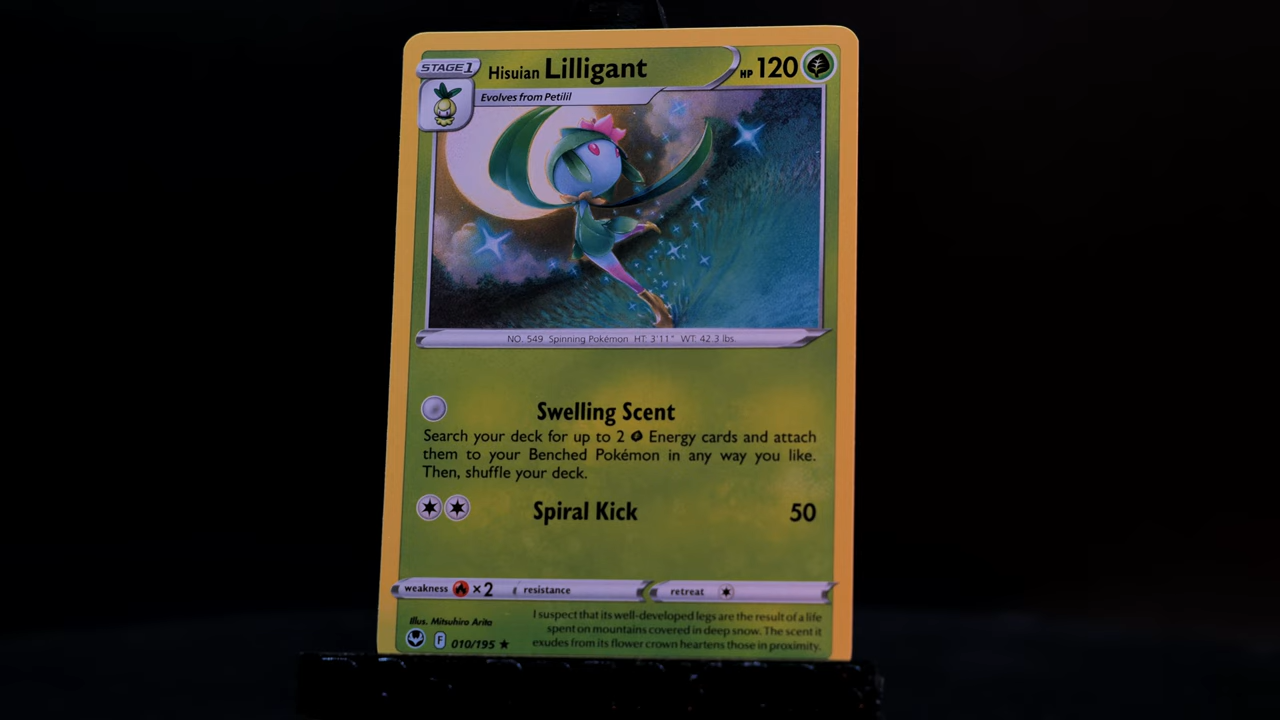 STAGE1
Hisuian Lilligant
HP 120
Evolves from Petilil
NO. 549 Spinning Pokémon HT: 3'11" WT: 42.3 lbs.
Swelling Scent
Search your deck for up to 2 Energy cards and attach
them to your Benched Pokémon in any way you like.
Then, shuffle your deck.
Spiral Kick 50
weakness ×2 resistance retreat
Illus. Mitsuhiro Arita
I suspect that its well-developed legs are the result of a life
spent on mountains covered in deep snow. The scent it
exudes from its flower crown heartens those in proximity.
F 010/195 ★